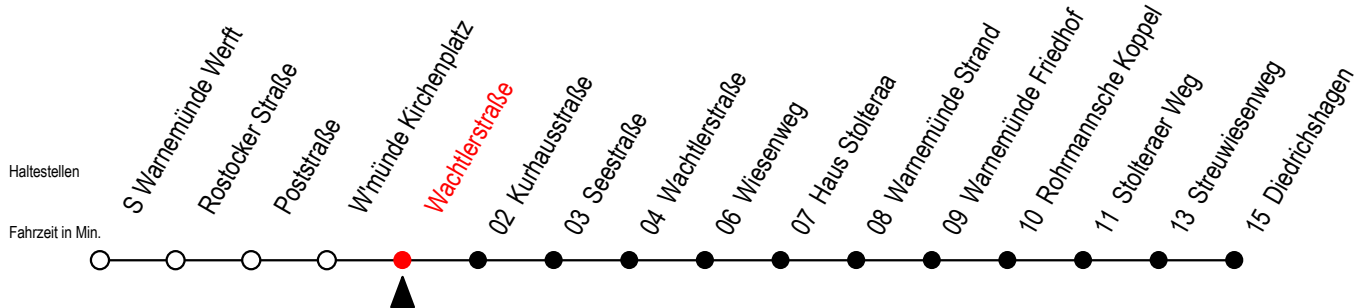 Haltestellen
Fahrzeit in Min.
S Warnemünde Werft
Rostocker Straße
Poststraße
W'münde Kirchenplatz
Wachtlerstraße
02 Kurhausstraße
03 Seestraße
04 Wachtlerstraße
06 Wiesenweg
07 Haus Stolteraa
08 Warnemünde Strand
09 Warnemünde Friedhof
10 Rohrmannsche Koppel
11 Stolteraer Weg
13 Streuwiesenweg
15 Diedrichshagen